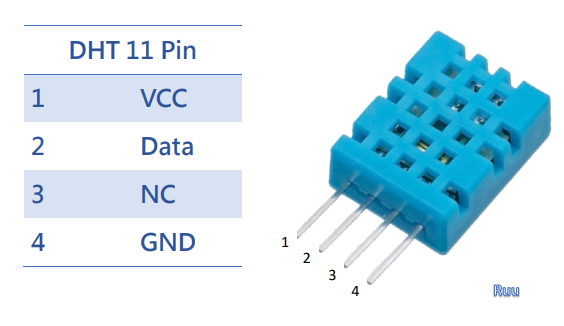 DHT 11 Pin
1 VCC
2 Data
3 NC
4 GND
1
2
3
4
Ruu